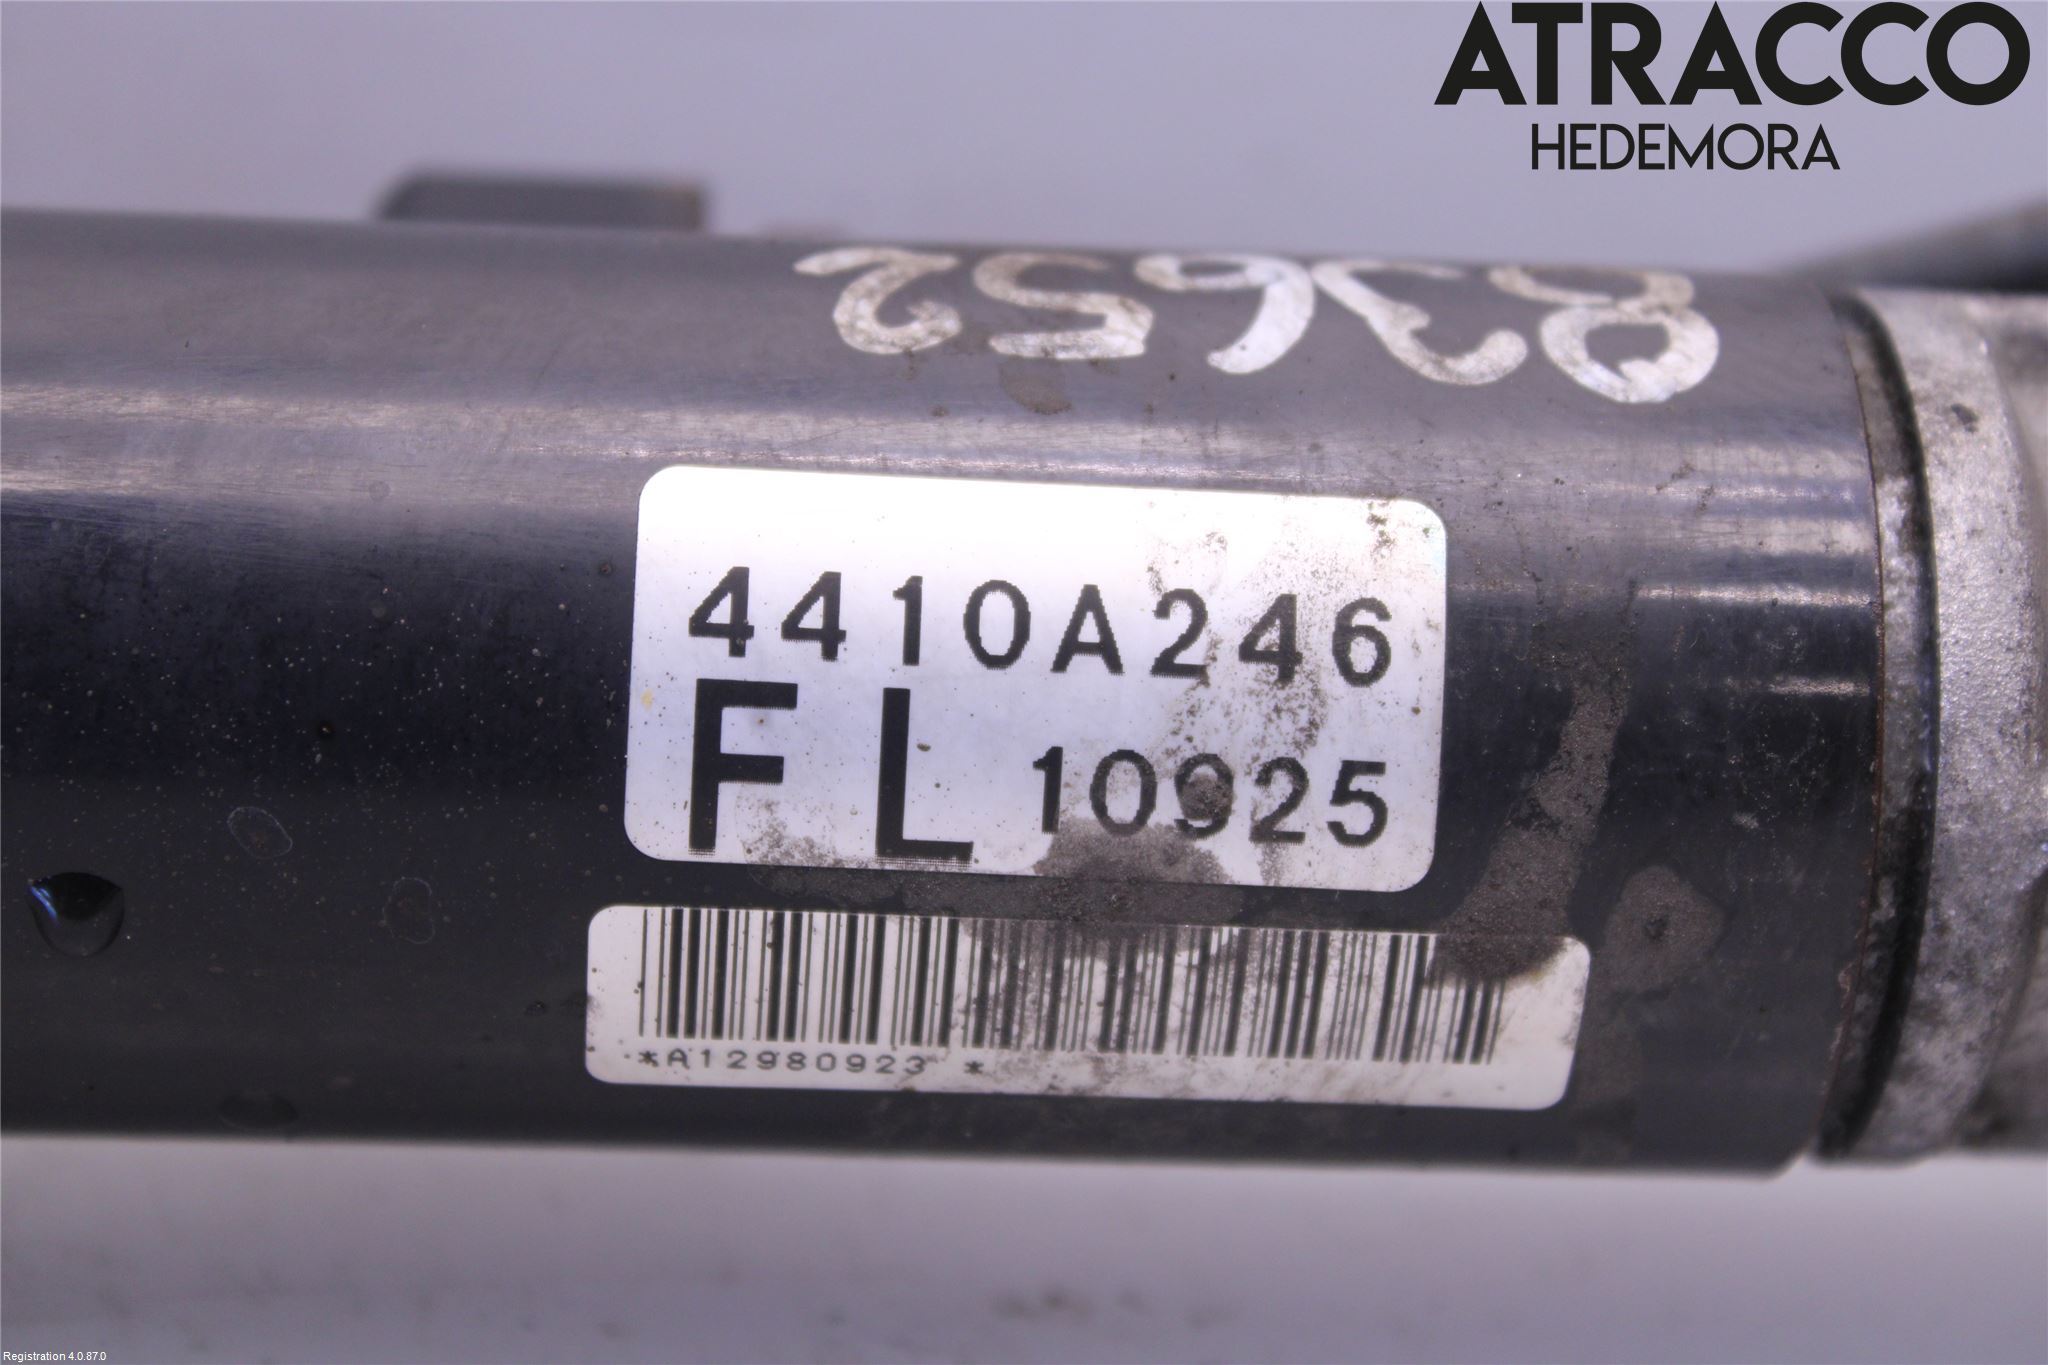 ATRACCO
HEDEMORA
83652
4410A246
FL 10925
*A12980923 *
Registration 4.0.87.0